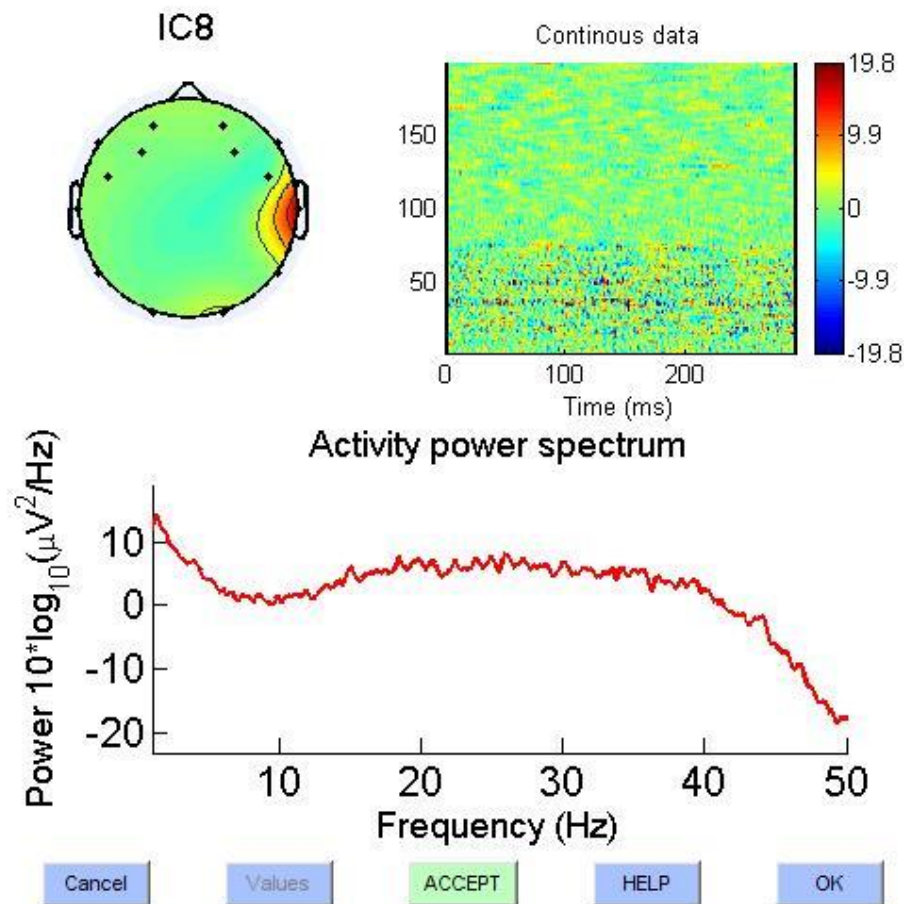 IC8
Continous data
150
100
50
0
100
200
Time (ms)
19.8
9.9
0
-9.9
-19.8
Activity power spectrum
Power 10*log₁₀(μV²/Hz)
10
0
-10
-20
10
20
30
40
50
Frequency (Hz)
Cancel
Values
ACCEPT
HELP
OK